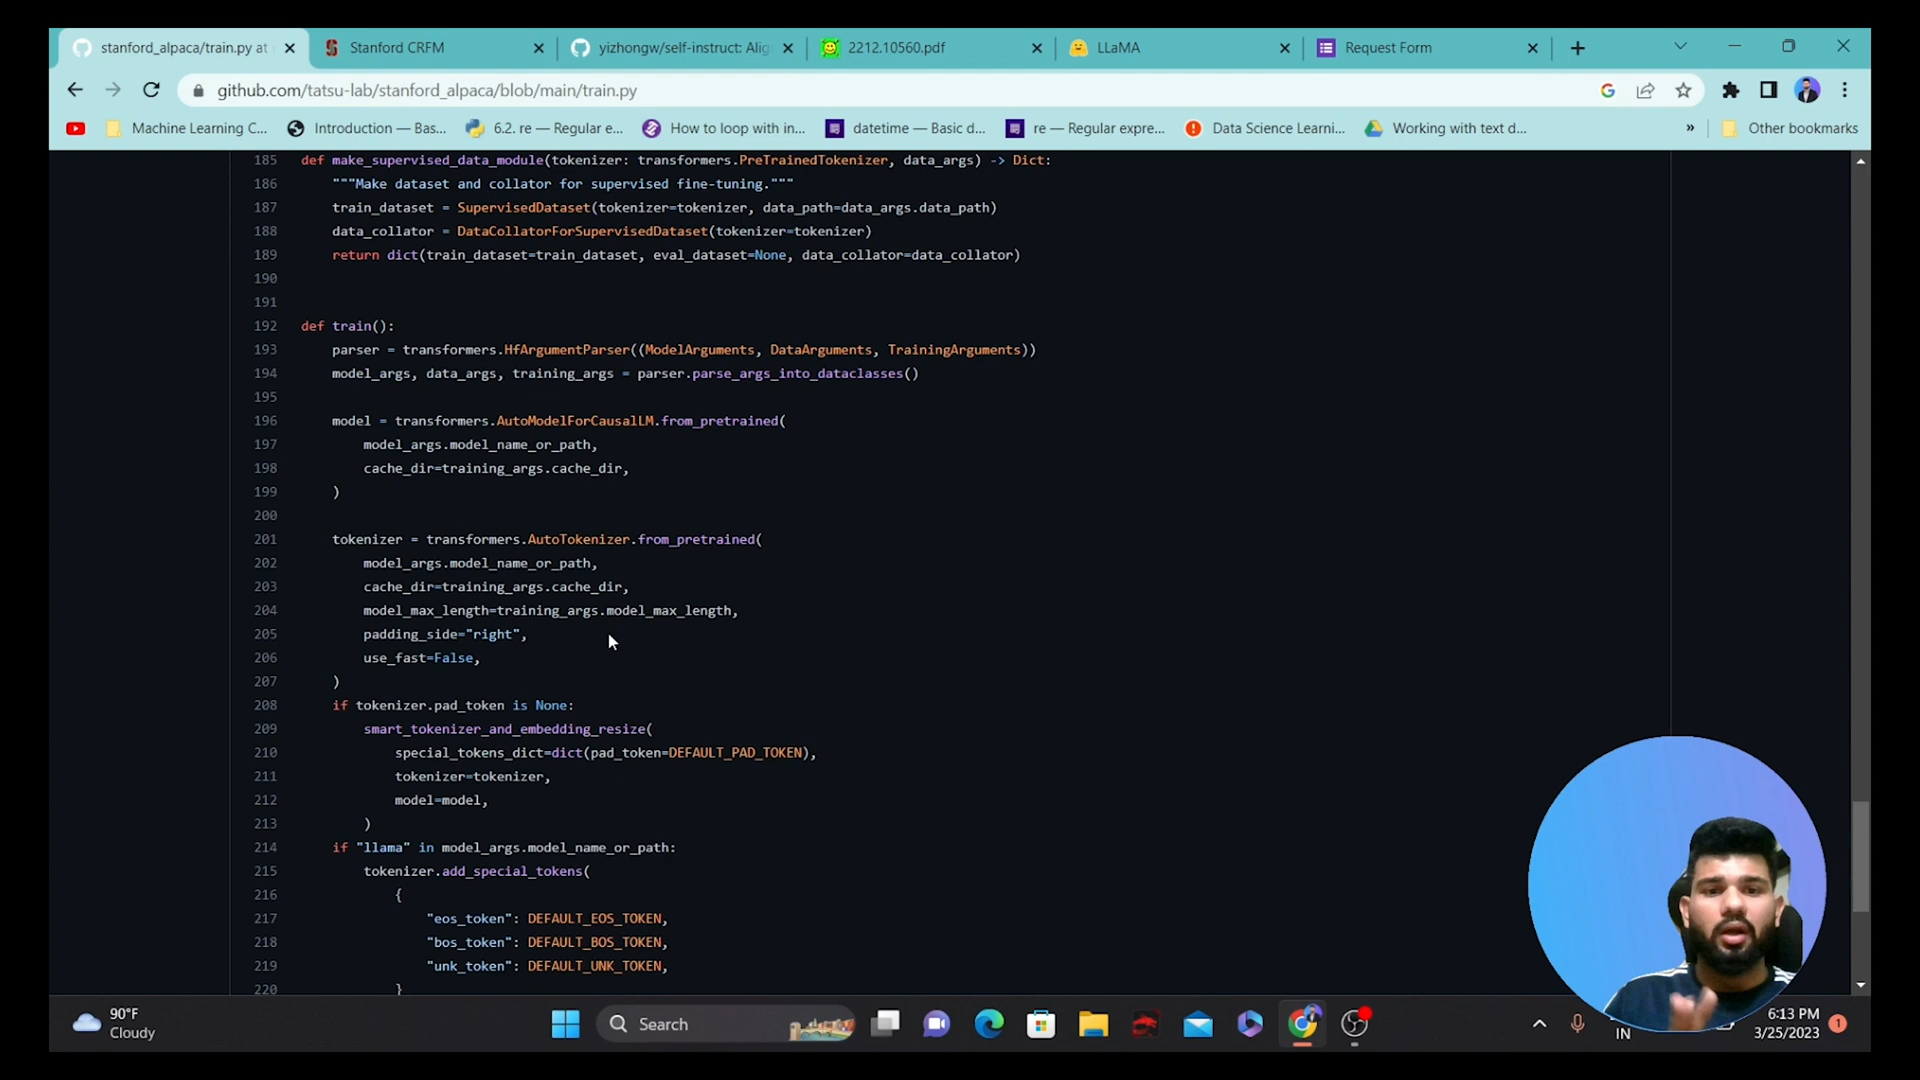 stanford_alpaca/train.py at
Stanford CRFM
yizhongw/self-instruct: Alig
2212.10560.pdf
LLaMA
Request Form
github.com/tatsu-lab/stanford_alpaca/blob/main/train.py
Machine Learning C...
Introduction — Bas...
6.2. re — Regular e...
How to loop with in...
datetime — Basic d...
re — Regular expre...
Data Science Learni...
Working with text d...
»
Other bookmarks
185 def make_supervised_data_module(tokenizer: transformers.PreTrainedTokenizer, data_args) -> Dict:
186 """Make dataset and collator for supervised fine-tuning."""
187 train_dataset = SupervisedDataset(tokenizer=tokenizer, data_path=data_args.data_path)
188 data_collator = DataCollatorForSupervisedDataset(tokenizer=tokenizer)
189 return dict(train_dataset=train_dataset, eval_dataset=None, data_collator=data_collator)
190
191
192 def train():
193 parser = transformers.HfArgumentParser((ModelArguments, DataArguments, TrainingArguments))
194 model_args, data_args, training_args = parser.parse_args_into_dataclasses()
195
196 model = transformers.AutoModelForCausalLM.from_pretrained(
197 model_args.model_name_or_path,
198 cache_dir=training_args.cache_dir,
199 )
200
201 tokenizer = transformers.AutoTokenizer.from_pretrained(
202 model_args.model_name_or_path,
203 cache_dir=training_args.cache_dir,
204 model_max_length=training_args.model_max_length,
205 padding_side="right",
206 use_fast=False,
207 )
208 if tokenizer.pad_token is None:
209 smart_tokenizer_and_embedding_resize(
210 special_tokens_dict=dict(pad_token=DEFAULT_PAD_TOKEN),
211 tokenizer=tokenizer,
212 model=model,
213 )
214 if "llama" in model_args.model_name_or_path:
215 tokenizer.add_special_tokens(
216 {
217 "eos_token": DEFAULT_EOS_TOKEN,
218 "bos_token": DEFAULT_BOS_TOKEN,
219 "unk_token": DEFAULT_UNK_TOKEN,
220 }
90°F
Cloudy
Search
IN
6:13 PM
3/25/2023
1